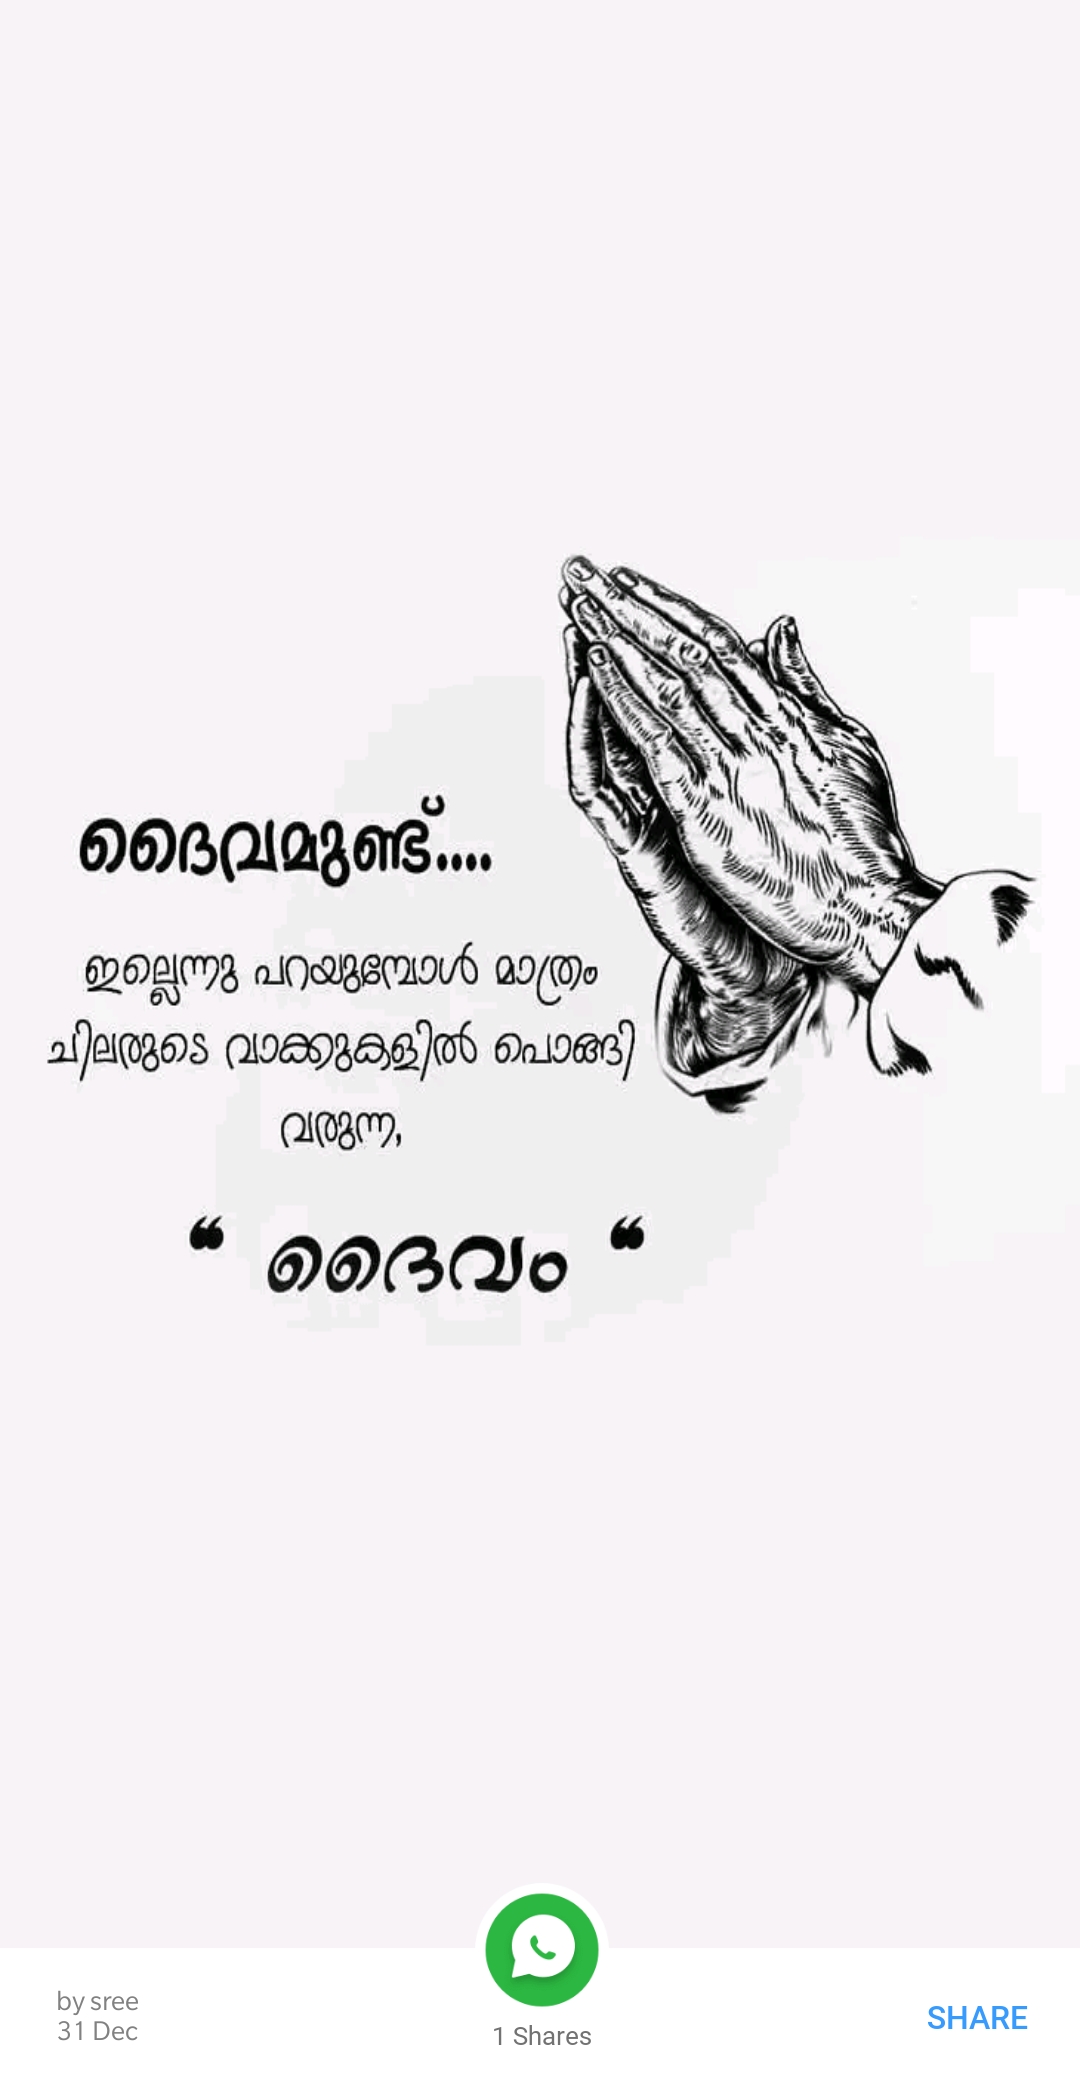 ദൈവമുണ്ട്....
ഇല്ലെന്നു പറയുമ്പോൾ മാത്രം
ചിലരുടെ വാക്കുകളിൽ പൊങ്ങി
വരുന്ന,
❝ ദൈവം ❝
by sree
31 Dec
1 Shares
SHARE